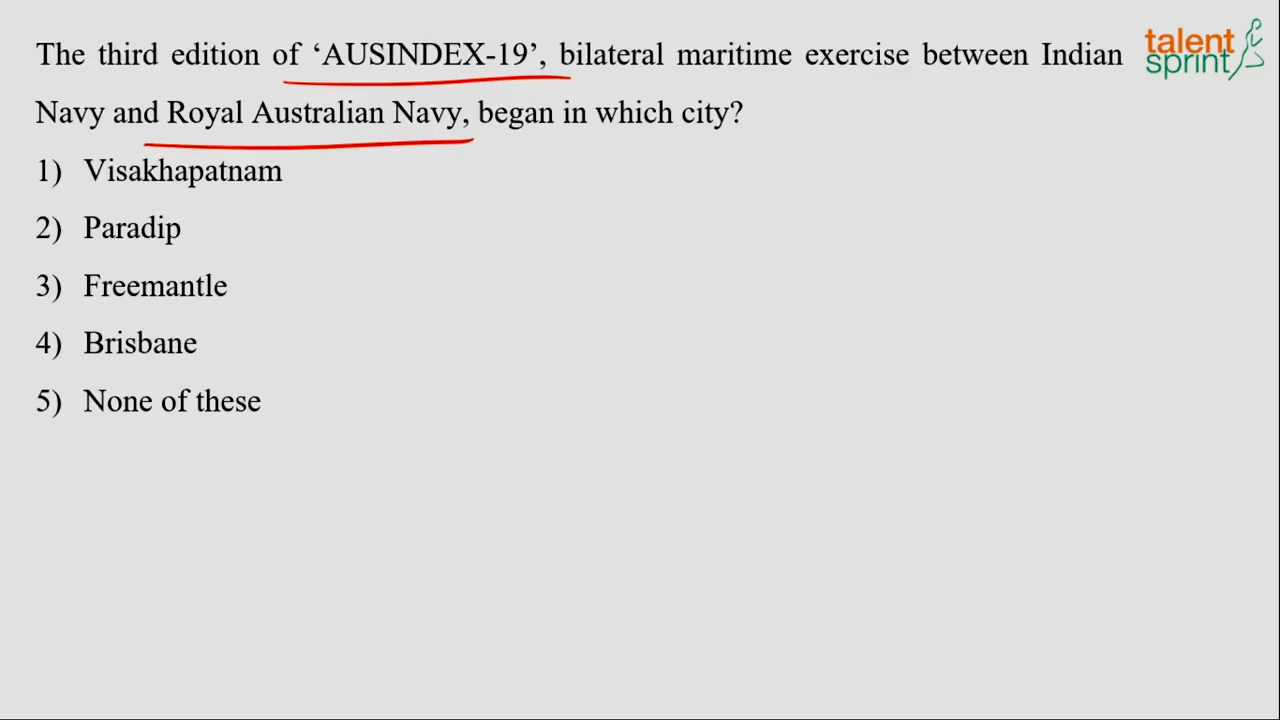 The third edition of ‘AUSINDEX-19’, bilateral maritime exercise between Indian
Navy and Royal Australian Navy, began in which city?
1) Visakhapatnam
2) Paradip
3) Freemantle
4) Brisbane
5) None of these
talent
sprint